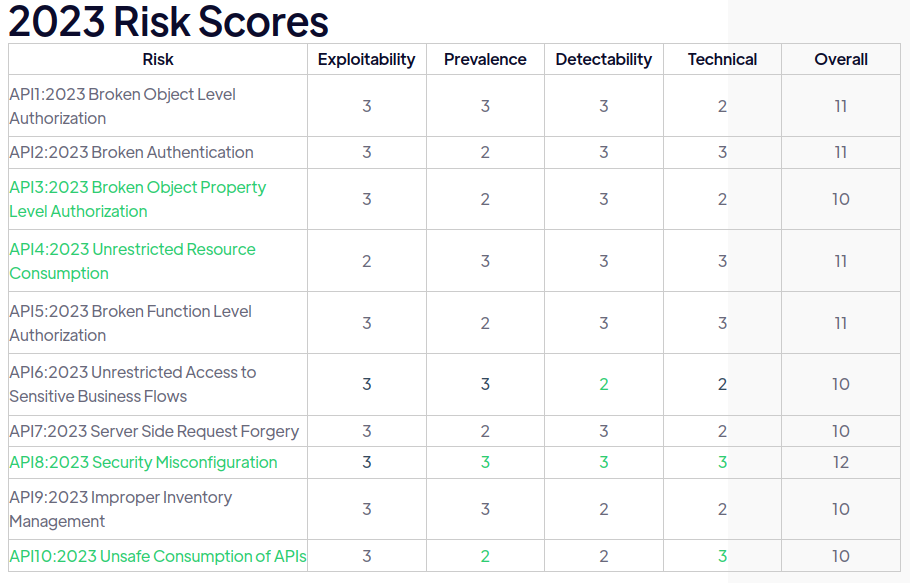 2023 Risk Scores
Risk Exploitability Prevalence Detectability Technical Overall
API1:2023 Broken Object Level
Authorization 3 3 3 2 11
API2:2023 Broken Authentication 3 2 3 3 11
API3:2023 Broken Object Property
Level Authorization 3 2 3 2 10
API4:2023 Unrestricted Resource
Consumption 2 3 3 3 11
API5:2023 Broken Function Level
Authorization 3 2 3 3 11
API6:2023 Unrestricted Access to
Sensitive Business Flows 3 3 2 2 10
API7:2023 Server Side Request Forgery 3 2 3 2 10
API8:2023 Security Misconfiguration 3 3 3 3 12
API9:2023 Improper Inventory
Management 3 3 2 2 10
API10:2023 Unsafe Consumption of APIs 3 2 2 3 10